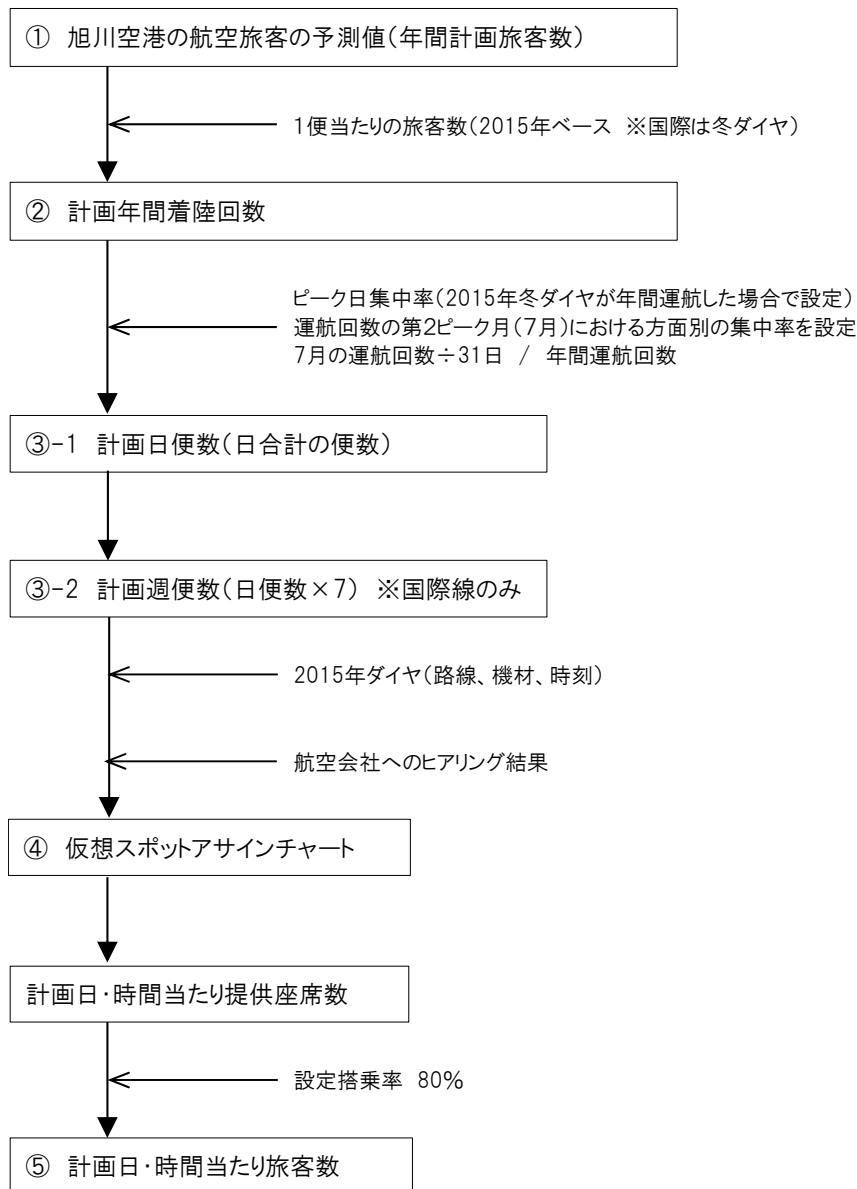 ① 旭川空港の航空旅客の予測値(年間計画旅客数)
1便当たりの旅客数(2015年ベース ※国際は冬ダイヤ)
② 計画年間着陸回数
ピーク日集中率(2015年冬ダイヤが年間運航した場合で設定)
運航回数の第2ピーク月(7月)における方面別の集中率を設定
7月の運航回数÷31日 / 年間運航回数
③-1 計画日便数(日合計の便数)
③-2 計画週便数(日便数×7) ※国際線のみ
2015年ダイヤ(路線、機材、時刻)
航空会社へのヒアリング結果
④ 仮想スポットアサインチャート
計画日・時間当たり提供座席数
設定搭乗率 80%
⑤ 計画日・時間当たり旅客数